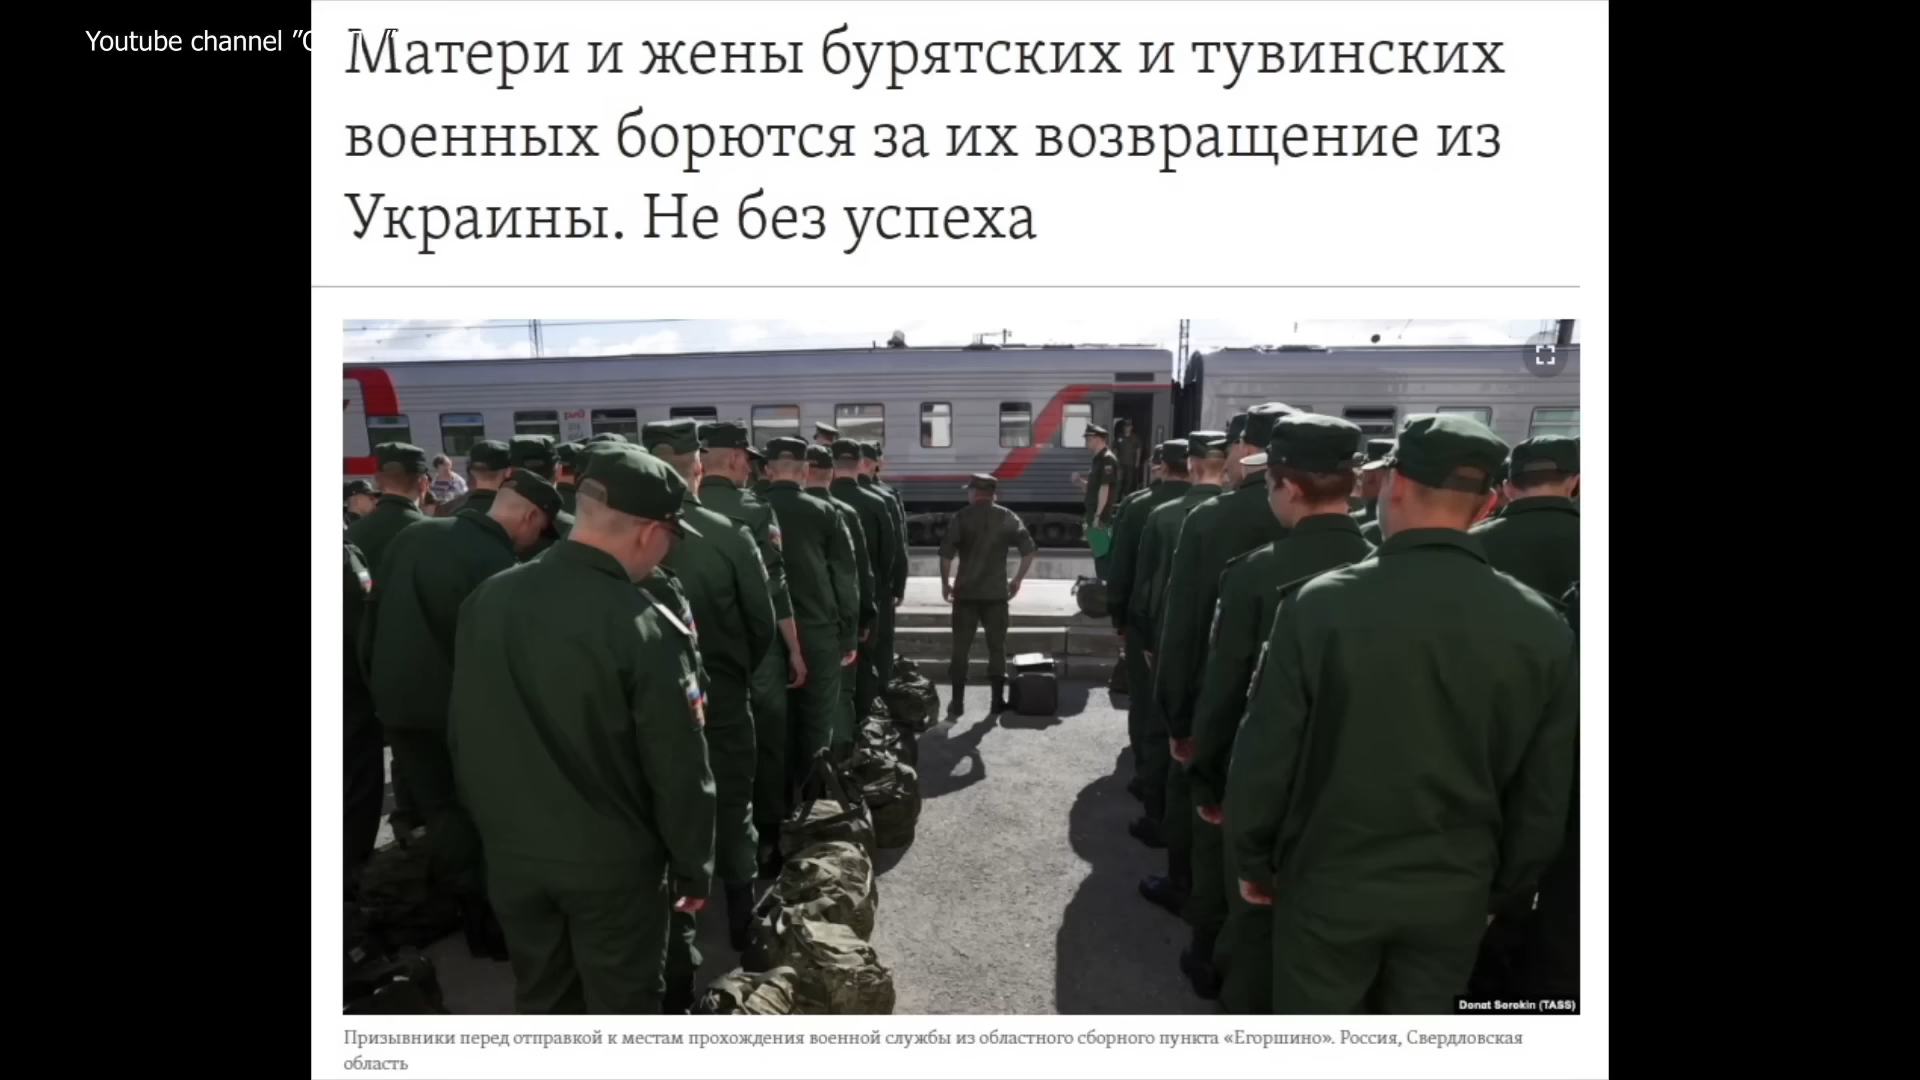 Youtube channel
Матери и жены бурятских и тувинских
военных борются за их возвращение из
Украины. Не без успеха
Donat Sorokin (TASS)
Призывники перед отправкой к местам прохождения военной службы из областного сборного пункта «Егоршино». Россия, Свердловская
область